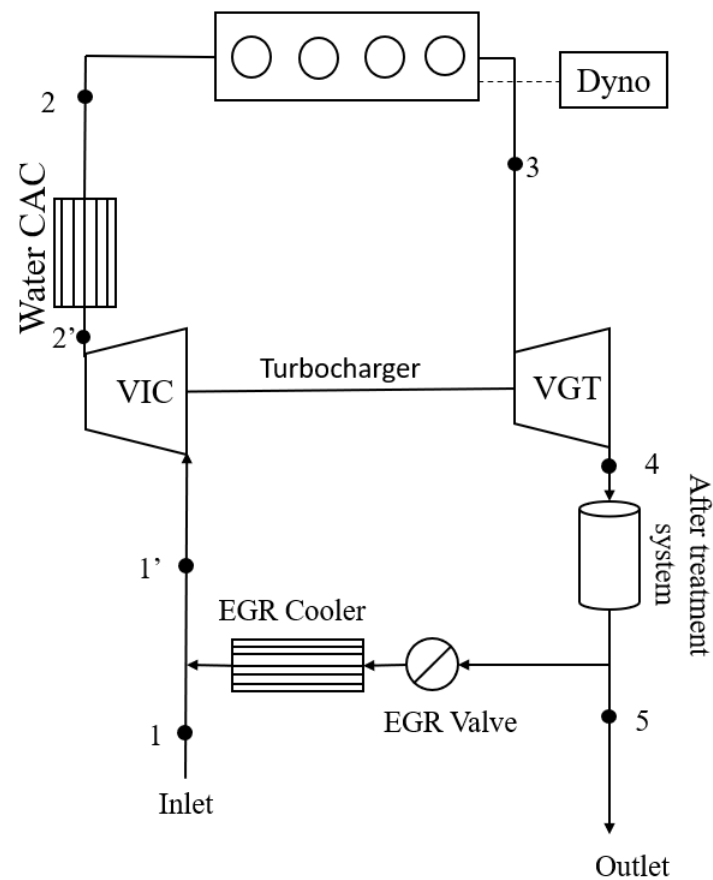 Dyno
2
3
Water CAC
2’
VIC
Turbocharger
VGT
4
After treatment
system
1’
EGR Cooler
EGR Valve
5
1
Inlet
Outlet